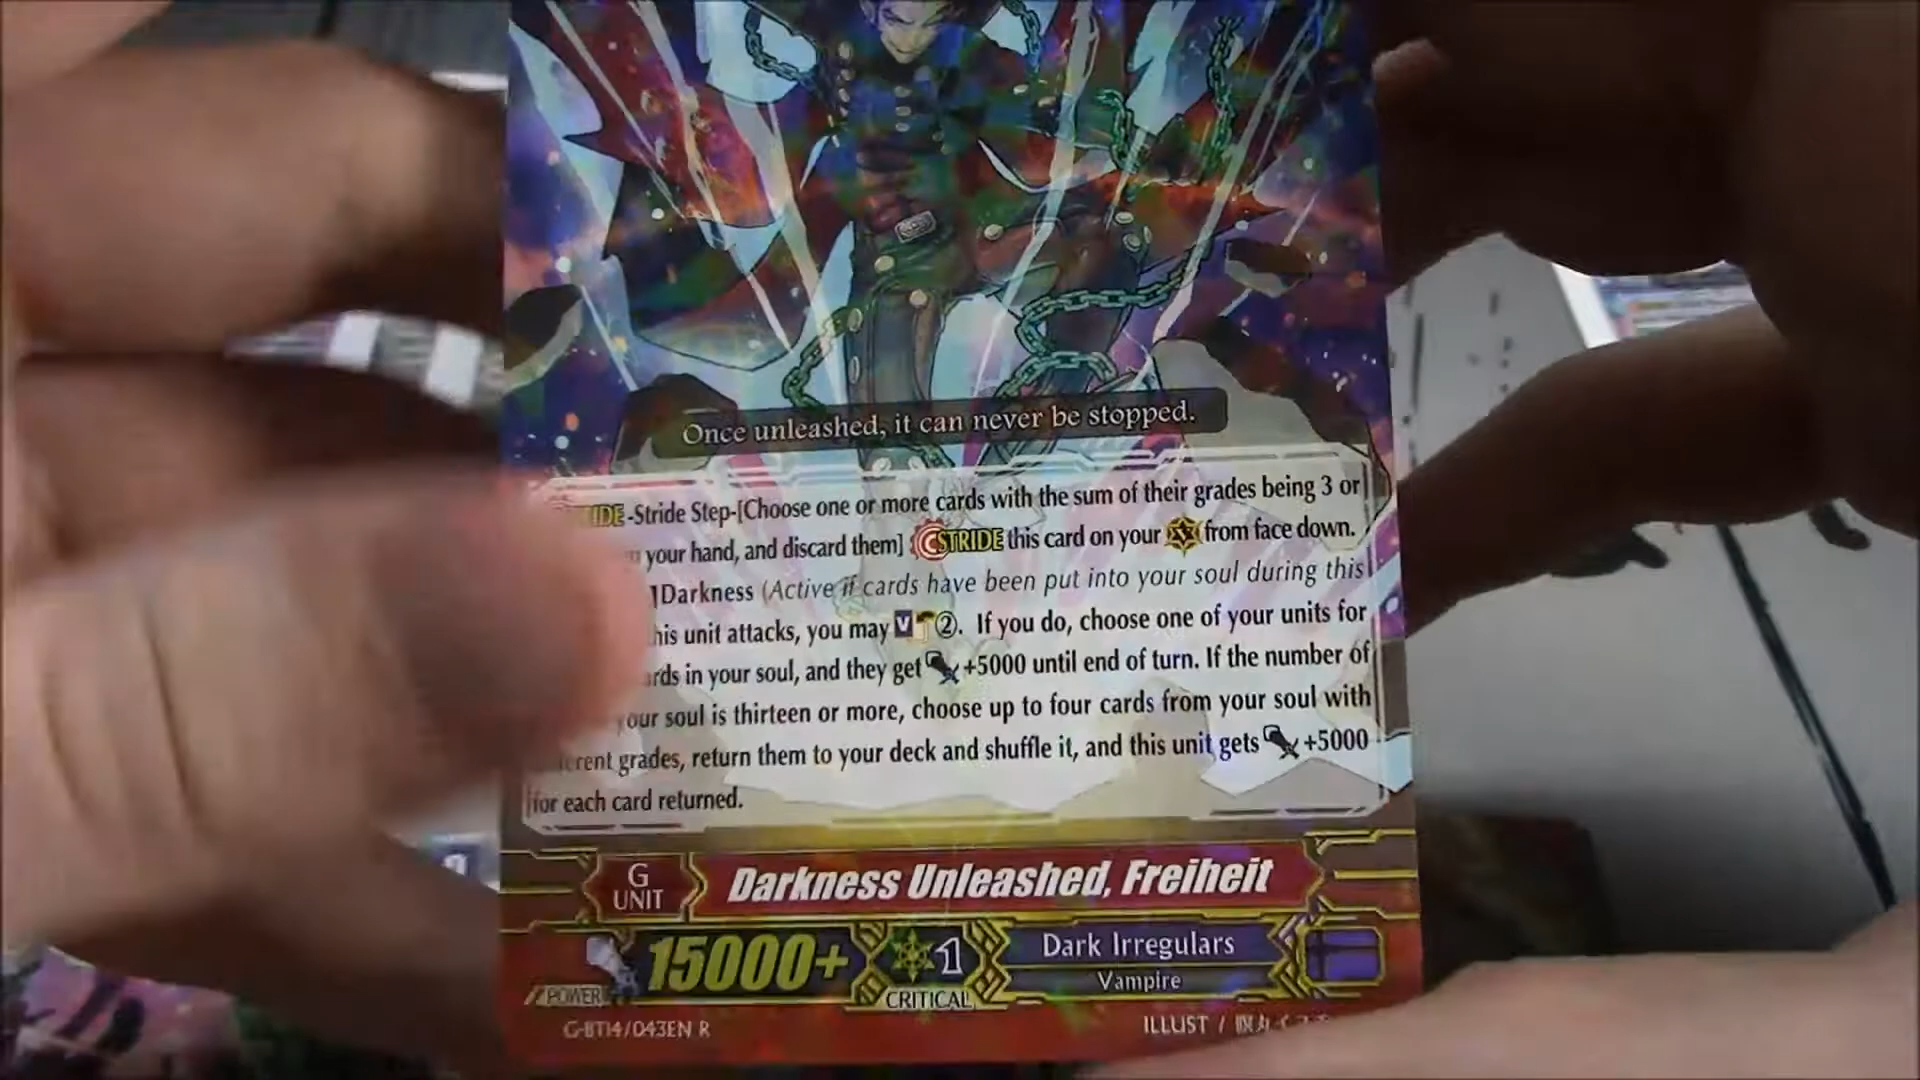 Once unleashed, it can never be stopped.
IDE -Stride Step-[Choose one or more cards with the sum of their grades being 3 or
your hand, and discard them] STRIDE this card on your from face down.
]Darkness (Active if cards have been put into your soul during this
his unit attacks, you may V ②. If you do, choose one of your units for
rds in your soul, and they get +5000 until end of turn. If the number of
your soul is thirteen or more, choose up to four cards from your soul with
erent grades, return them to your deck and shuffle it, and this unit gets +5000
for each card returned.
G UNIT
Darkness Unleashed, Freiheit
POWER 15000+
1 CRITICAL
Dark Irregulars
Vampire
G-BT14/043EN R
ILLUST /